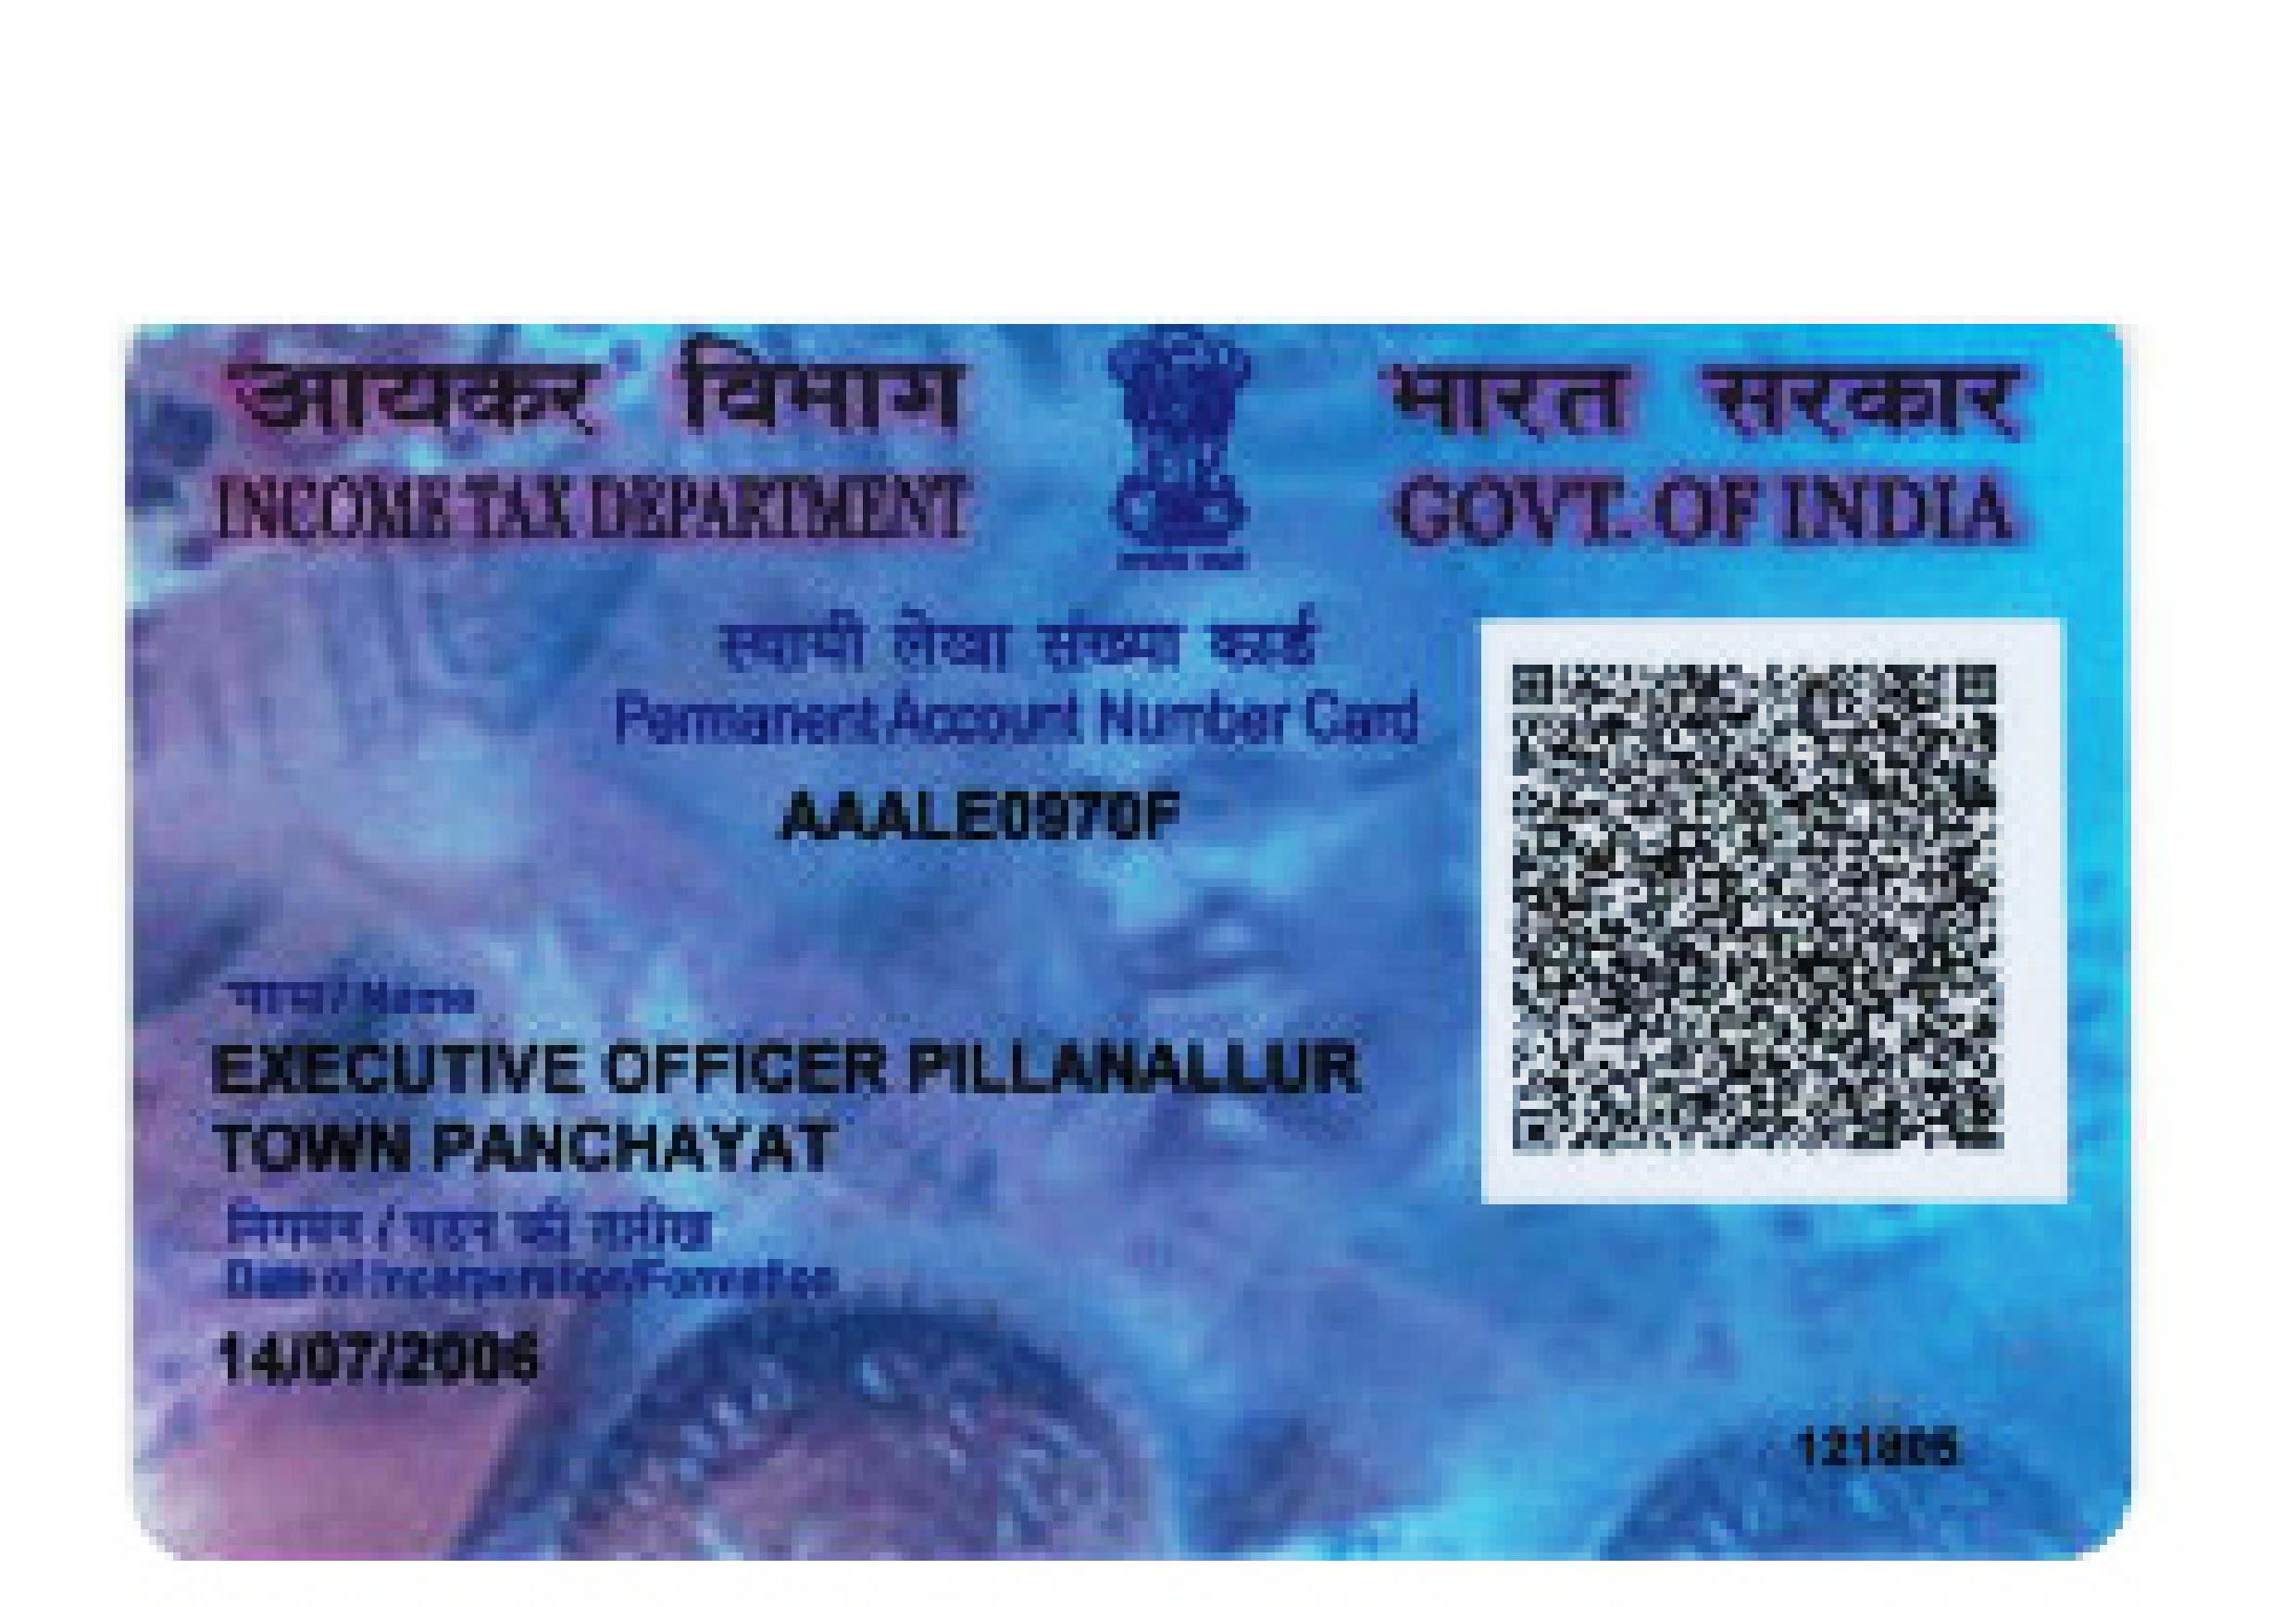 आयकर विभाग
भारत सरकार
INCOME TAX DEPARTMENT
GOVT. OF INDIA
स्थायी लेखा संख्या कार्ड
Permanent Account Number Card
AAALE0970F
नाम / Name
EXECUTIVE OFFICER PILLANALLUR
TOWN PANCHAYAT
निगमन / गठन की तारीख
Date of Incorporation/Formation
14/07/2006